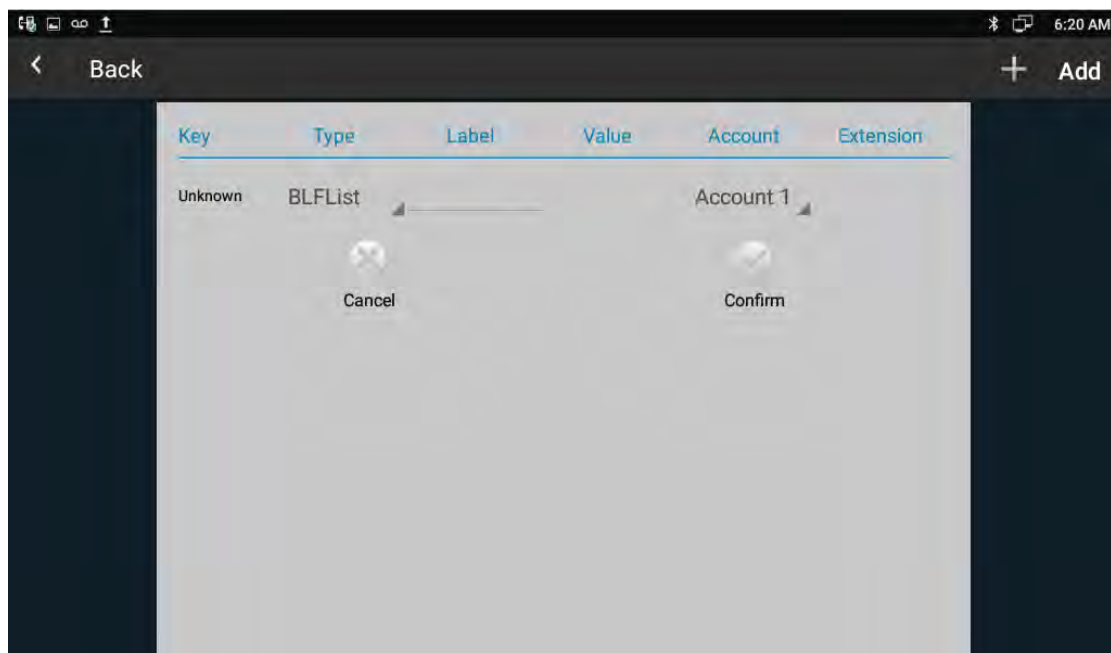 6:20 AM
Back Add
Key Type Label Value Account Extension
Unknown BLFList Account 1
Cancel Confirm